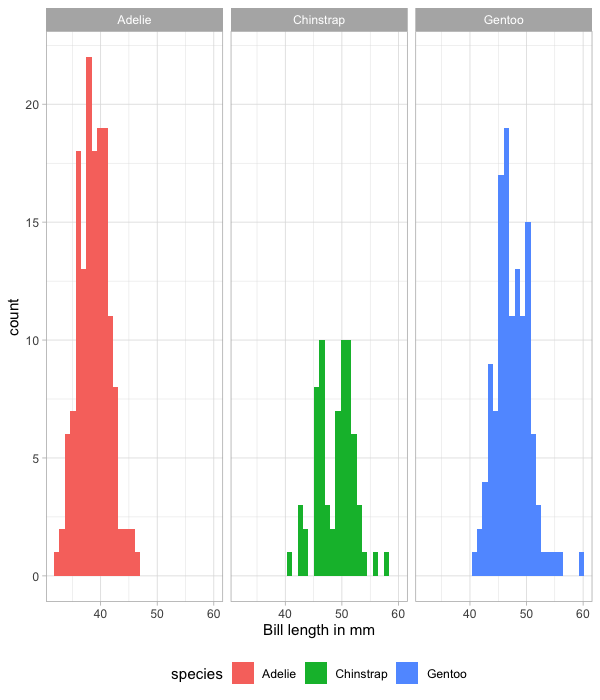 Adelie Chinstrap Gentoo
20
15
10
5
0
count
40 50 60 40 50 60 40 50 60
Bill length in mm
species Adelie Chinstrap Gentoo